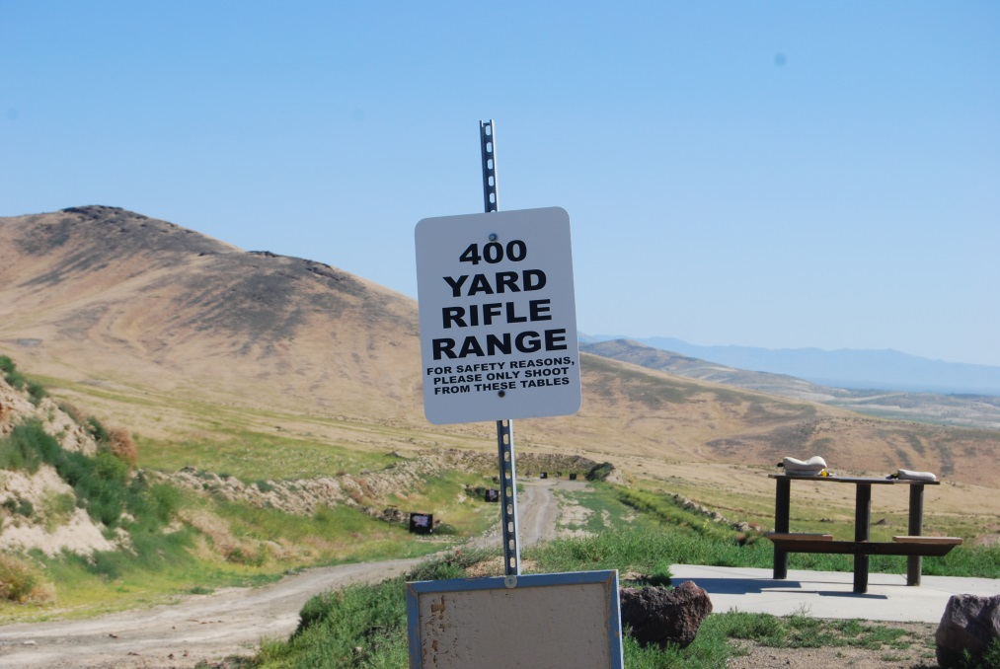 400
YARD
RIFLE
RANGE
FOR SAFETY REASONS,
PLEASE ONLY SHOOT
FROM THESE TABLES